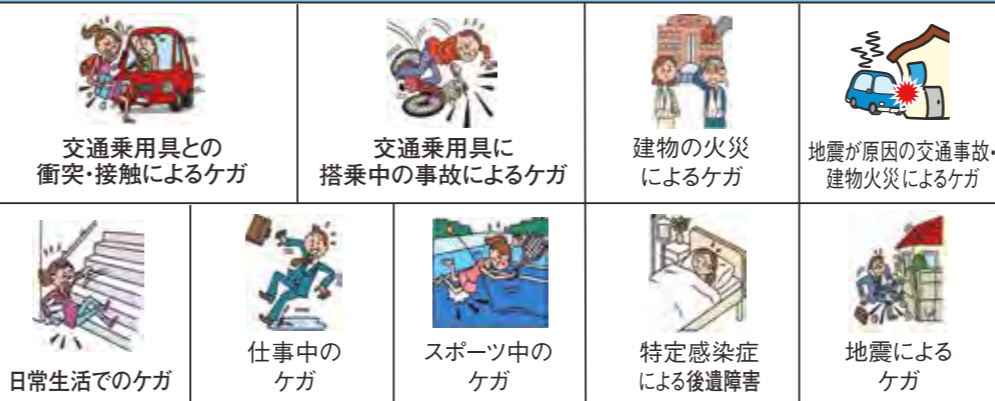 交通乗用具との
衝突・接触によるケガ
交通乗用具に
搭乗中の事故によるケガ
建物の火災
によるケガ
地震が原因の交通事故・
建物火災によるケガ
日常生活でのケガ
仕事中の
ケガ
スポーツ中の
ケガ
特定感染症
による後遺障害
地震による
ケガ